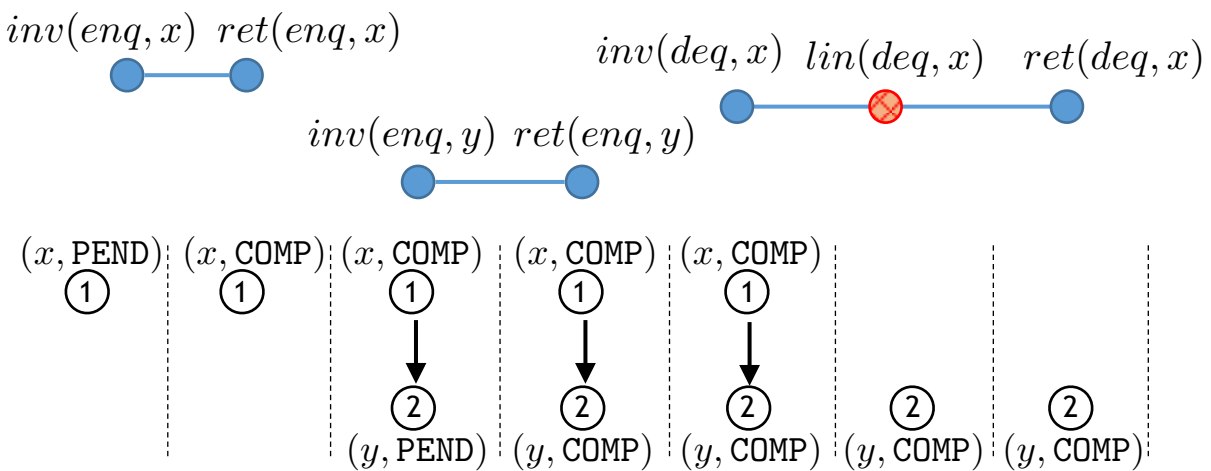 inv(enq, x) ret(enq, x)
inv(deq, x) lin(deq, x) ret(deq, x)
inv(enq, y) ret(enq, y)
(x, PEND) (x, COMP) (x, COMP) (x, COMP) (x, COMP)
1 1 1 1 1
2 2 2 2 2
(y, PEND) (y, COMP) (y, COMP) (y, COMP) (y, COMP)